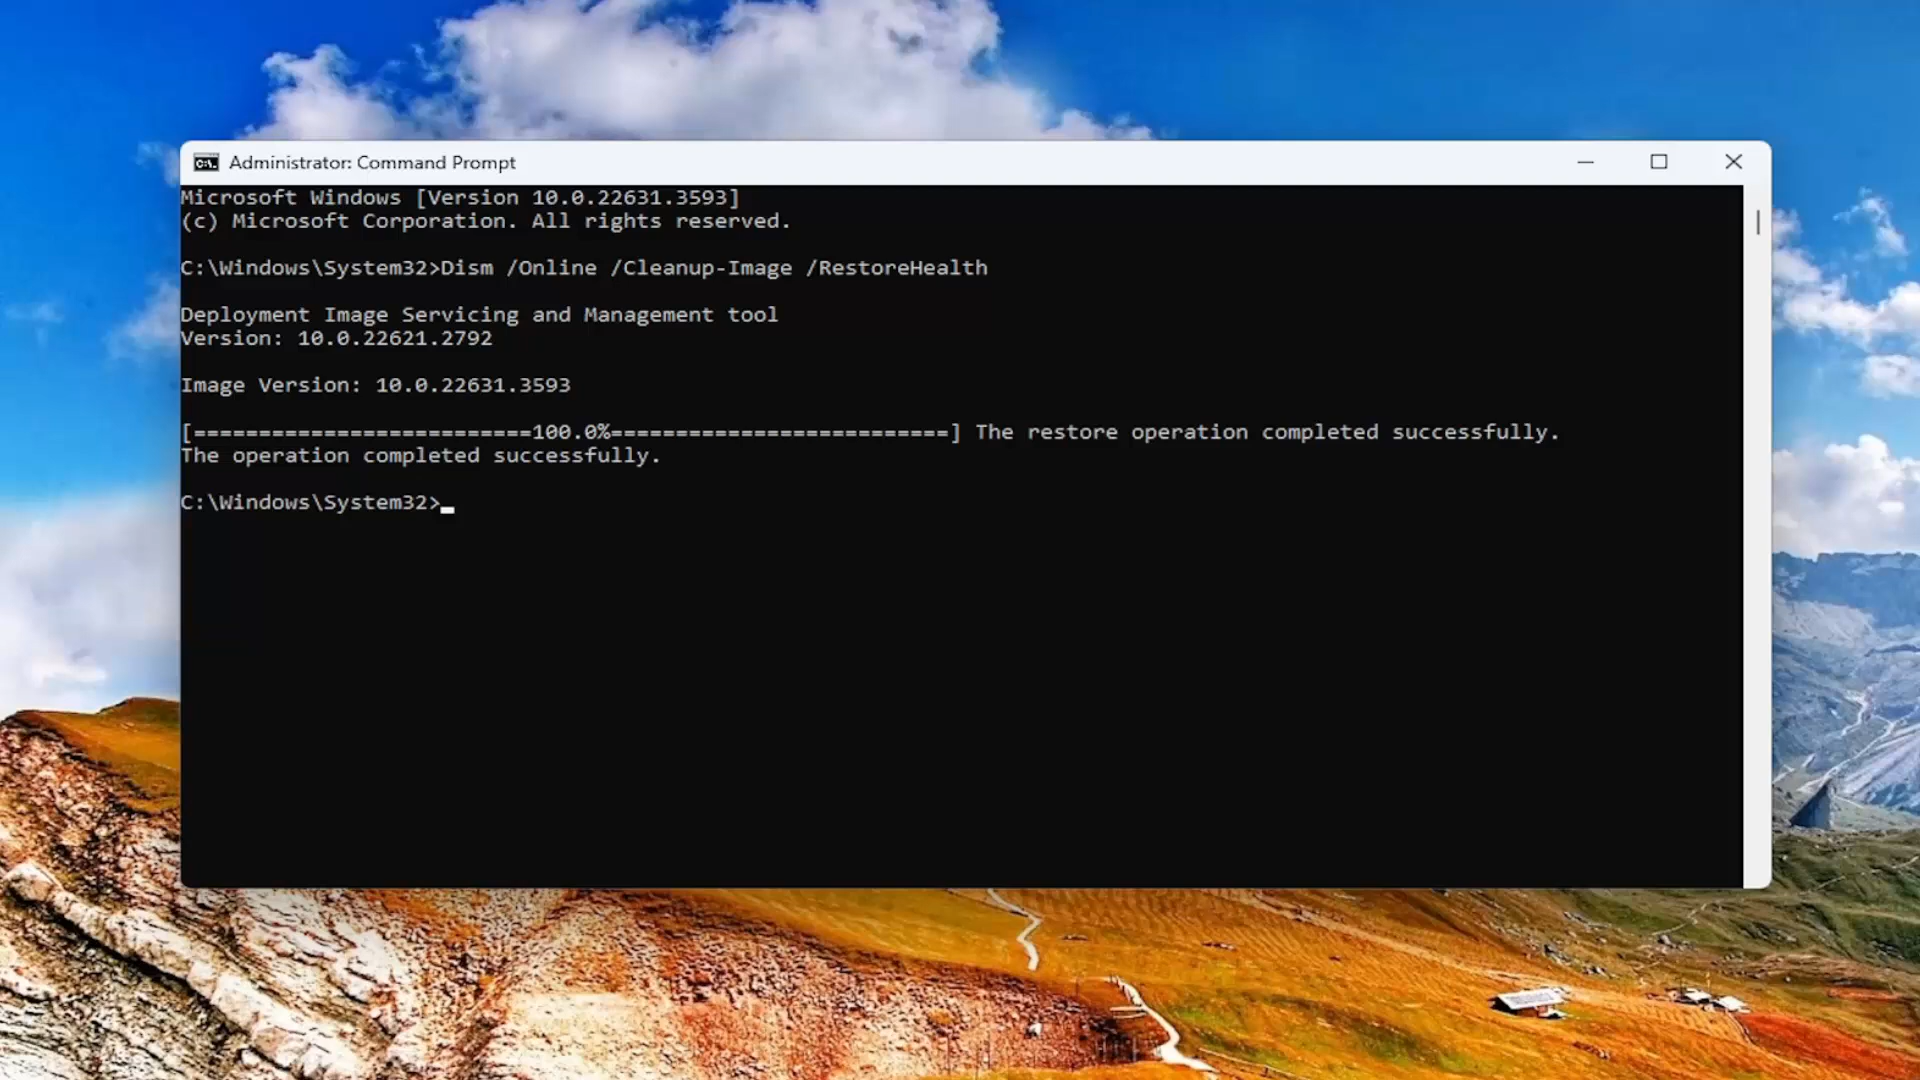 Administrator: Command Prompt
Microsoft Windows [Version 10.0.22631.3593]
(c) Microsoft Corporation. All rights reserved.
C:\Windows\System32>Dism /Online /Cleanup-Image /RestoreHealth
Deployment Image Servicing and Management tool
Version: 10.0.22621.2792
Image Version: 10.0.22631.3593
[==========================100.0%==========================] The restore operation completed successfully.
The operation completed successfully.
C:\Windows\System32>